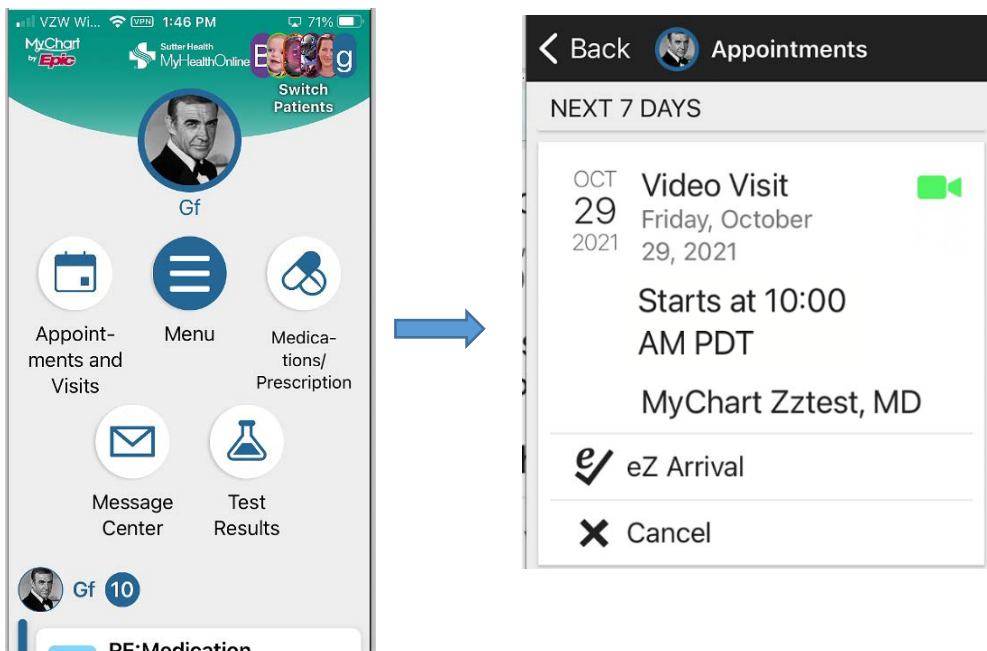 VZW Wi... VPN 1:46 PM 71%
MyChart
by Epic
Sutter Health
MyHealthOnline
B g
Switch
Patients
Gf
Appoint-
ments and
Visits
Menu
Medica-
tions/
Prescription
Message
Center
Test
Results
Gf 10
RE:Medication
Back Appointments
NEXT 7 DAYS
OCT
29
2021
Video Visit
Friday, October
29, 2021
Starts at 10:00
AM PDT
MyChart Zztest, MD
eZ Arrival
Cancel